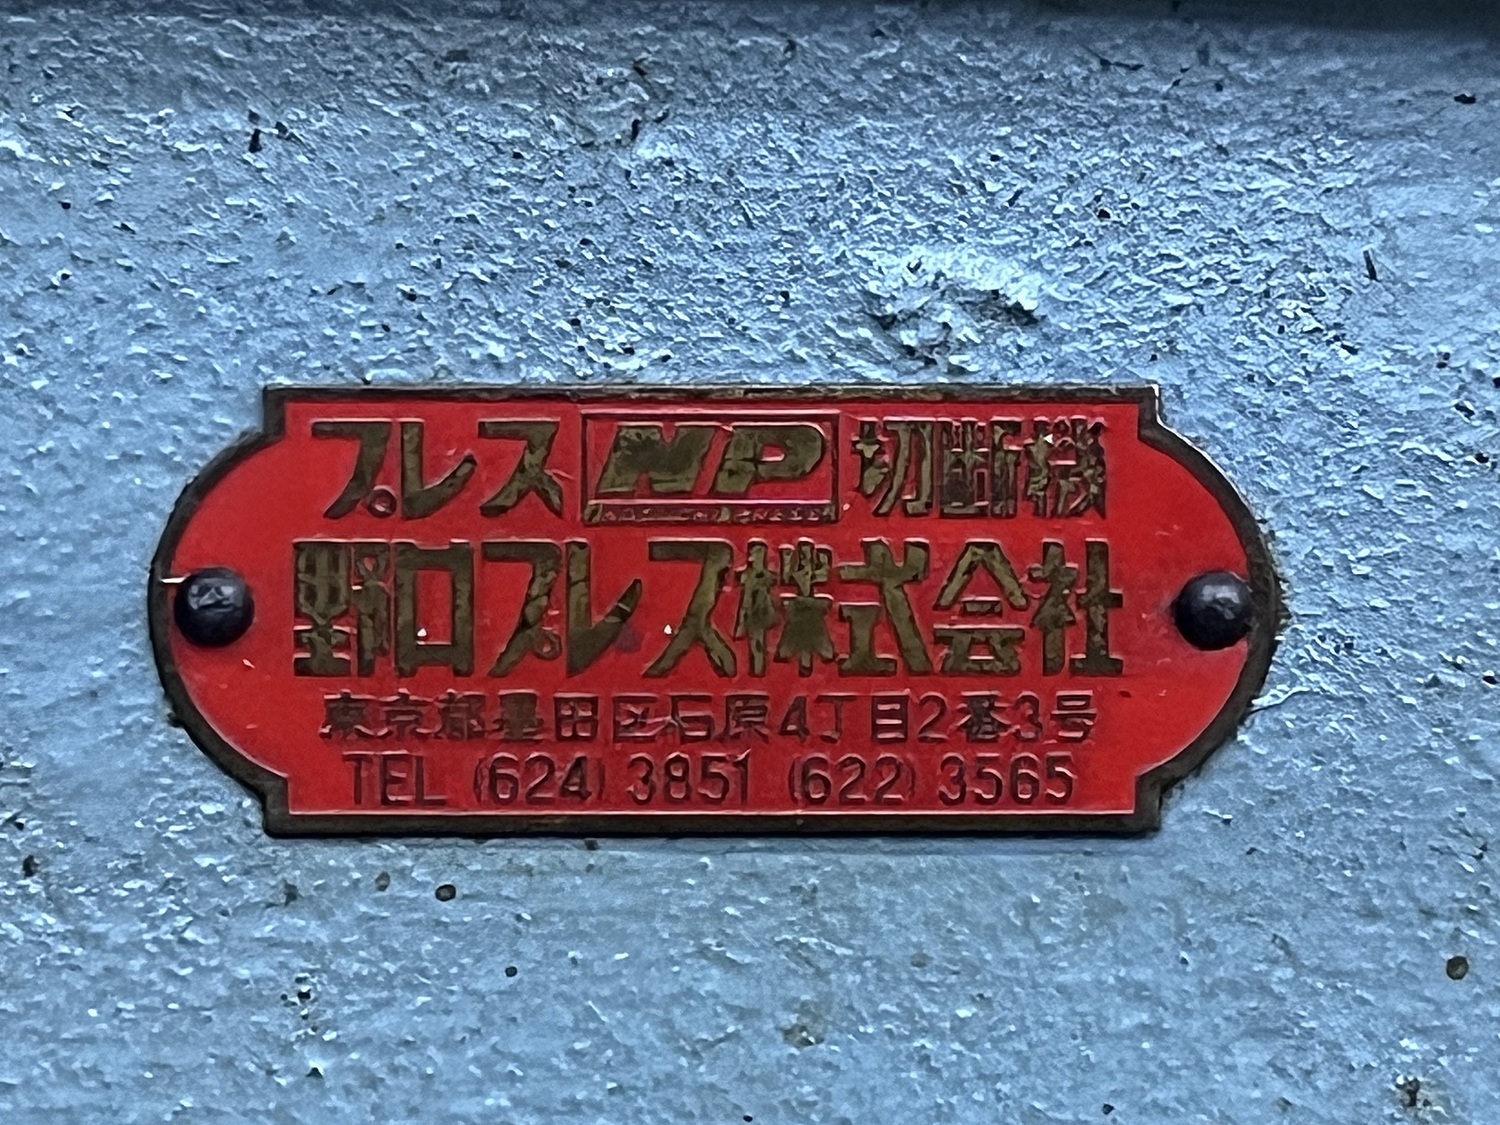 プレス NP 切断機
野口プレス株式会社
東京都墨田区石原4丁目2番3号
TEL (624) 3851 (622) 3565